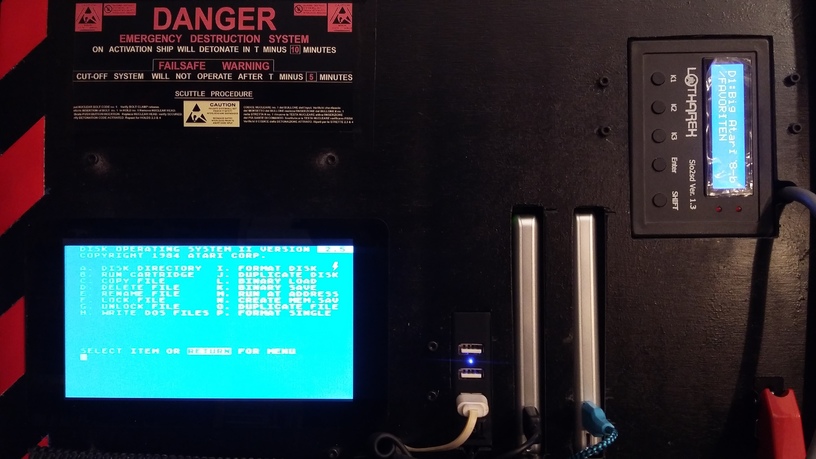 DANGER
EMERGENCY DESTRUCTION SYSTEM
ON ACTIVATION SHIP WILL DETONATE IN T MINUS 10 MINUTES
FAILSAFE WARNING
CUT-OFF SYSTEM WILL NOT OPERATE AFTER T MINUS 5 MINUTES
SCUTTLE PROCEDURE
CAUTION
DISK OPERATING SYSTEM II VERSION 2.5
COPYRIGHT 1984 ATARI CORP.
A. DISK DIRECTORY I. FORMAT DISK
B. RUN CARTRIDGE J. DUPLICATE DISK
C. COPY FILE K. BINARY SAVE
D. DELETE FILE L. BINARY LOAD
E. RENAME FILE M. RUN AT ADDRESS
F. LOCK FILE N. CREATE MEM.SAV
G. UNLOCK FILE O. DUPLICATE FILE
H. WRITE DOS FILES P. FORMAT SINGLE
SELECT ITEM OR RETURN FOR MENU
D1:Big Atari 8-b
/FAVORITEN
K1
K2
K3
Enter
SHIFT
LOTHAREK
Sio2sd Ver. 1.3